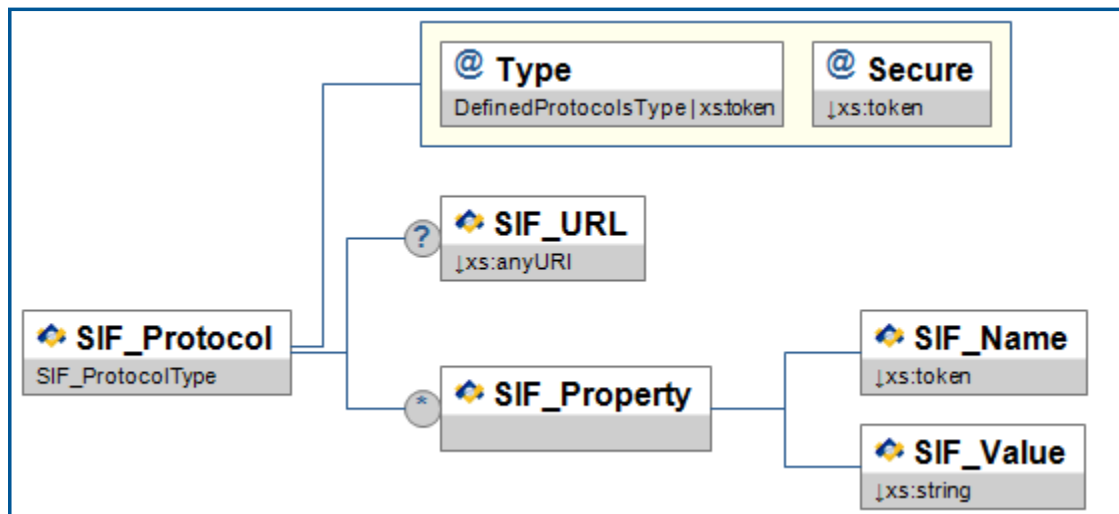 @ Type
DefinedProtocolsType|xs:token
@ Secure
↓xs:token
?
SIF_URL
↓xs:anyURI
SIF_Protocol
SIF_ProtocolType
*
SIF_Property
SIF_Name
↓xs:token
SIF_Value
↓xs:string